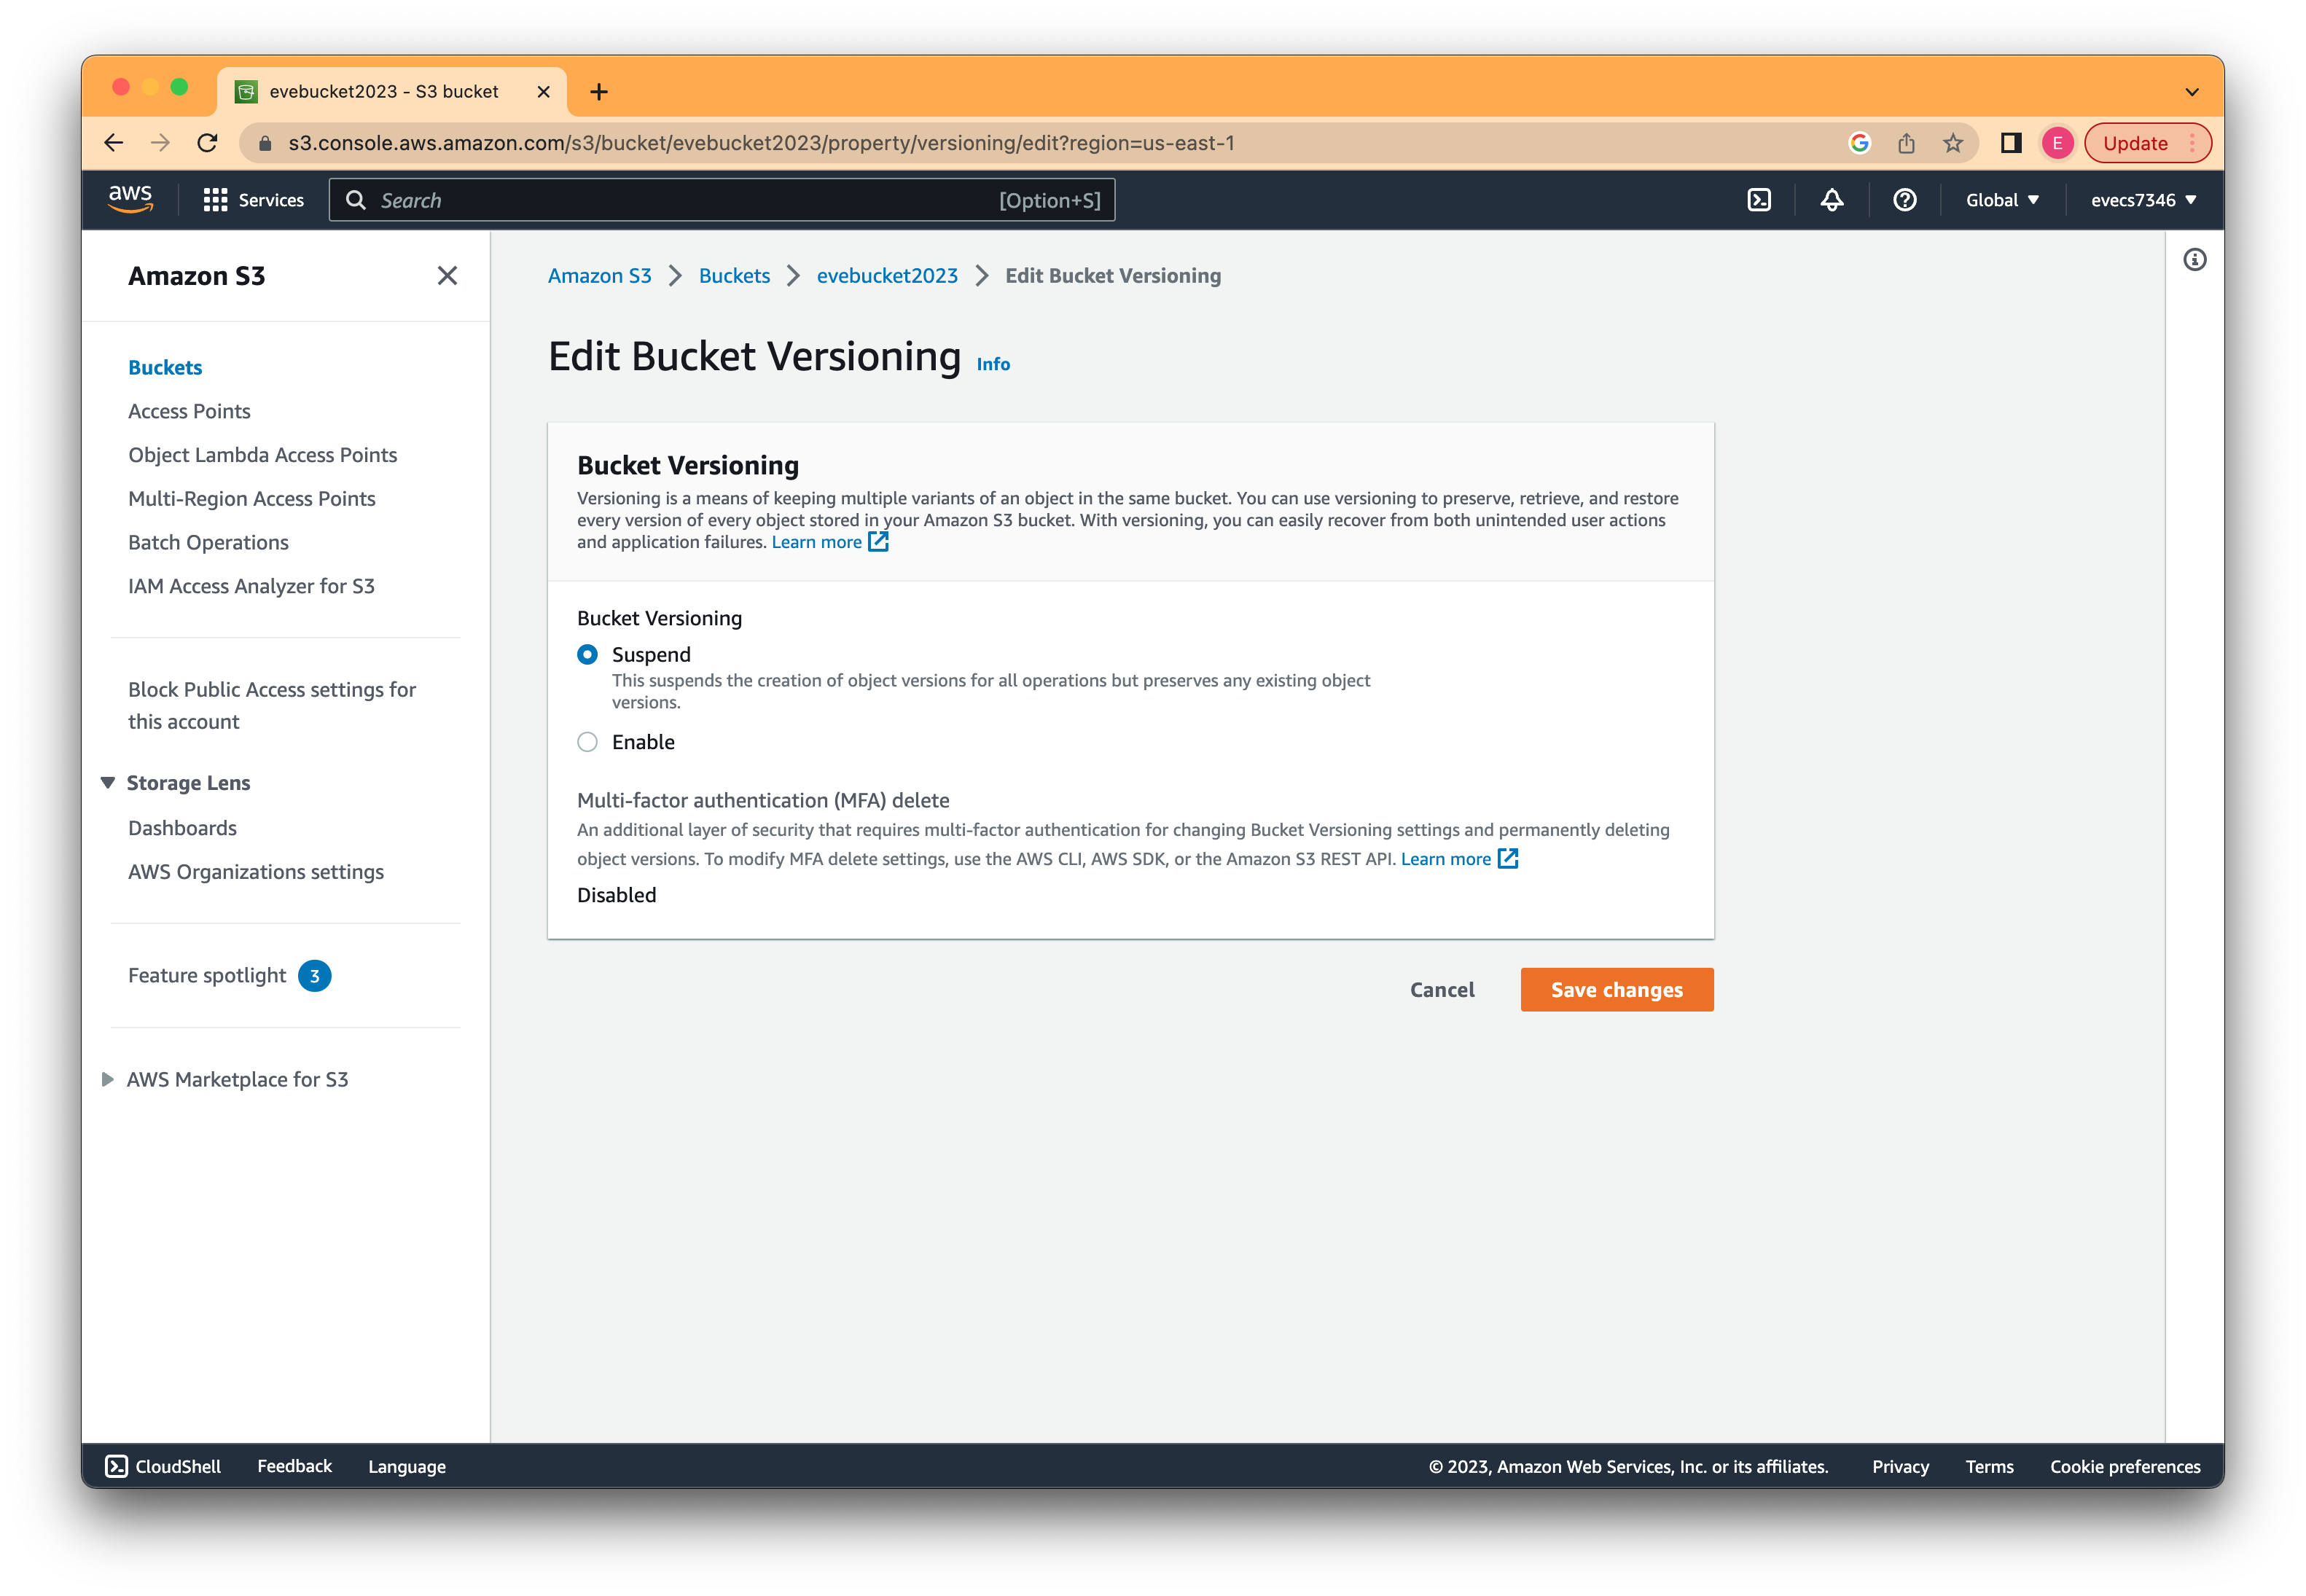 evebucket2023 - S3 bucket
s3.console.aws.amazon.com/s3/bucket/evebucket2023/property/versioning/edit?region=us-east-1
E
Update
aws
Services
Search
[Option+S]
Global
evecs7346
Amazon S3
Buckets
Access Points
Object Lambda Access Points
Multi-Region Access Points
Batch Operations
IAM Access Analyzer for S3
Block Public Access settings for
this account
Storage Lens
Dashboards
AWS Organizations settings
Feature spotlight 3
AWS Marketplace for S3
Amazon S3 > Buckets > evebucket2023 > Edit Bucket Versioning
Edit Bucket Versioning Info
Bucket Versioning
Versioning is a means of keeping multiple variants of an object in the same bucket. You can use versioning to preserve, retrieve, and restore
every version of every object stored in your Amazon S3 bucket. With versioning, you can easily recover from both unintended user actions
and application failures. Learn more
Bucket Versioning
Suspend
This suspends the creation of object versions for all operations but preserves any existing object
versions.
Enable
Multi-factor authentication (MFA) delete
An additional layer of security that requires multi-factor authentication for changing Bucket Versioning settings and permanently deleting
object versions. To modify MFA delete settings, use the AWS CLI, AWS SDK, or the Amazon S3 REST API. Learn more
Disabled
Cancel
Save changes
CloudShell
Feedback
Language
© 2023, Amazon Web Services, Inc. or its affiliates.
Privacy
Terms
Cookie preferences